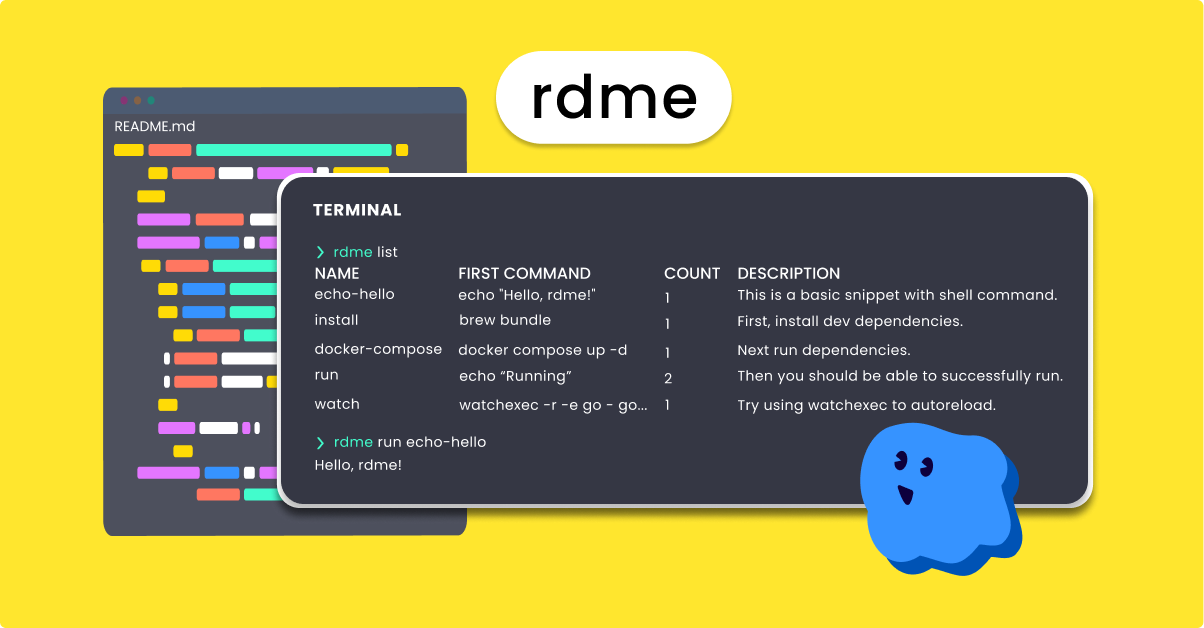 rdme
README.md
TERMINAL
❯ rdme list
NAME FIRST COMMAND COUNT DESCRIPTION
echo-hello echo "Hello, rdme!" 1 This is a basic snippet with shell command.
install brew bundle 1 First, install dev dependencies.
docker-compose docker compose up -d 1 Next run dependencies.
run echo “Running” 2 Then you should be able to successfully run.
watch watchexec -r -e go - go... 1 Try using watchexec to autoreload.
❯ rdme run echo-hello
Hello, rdme!